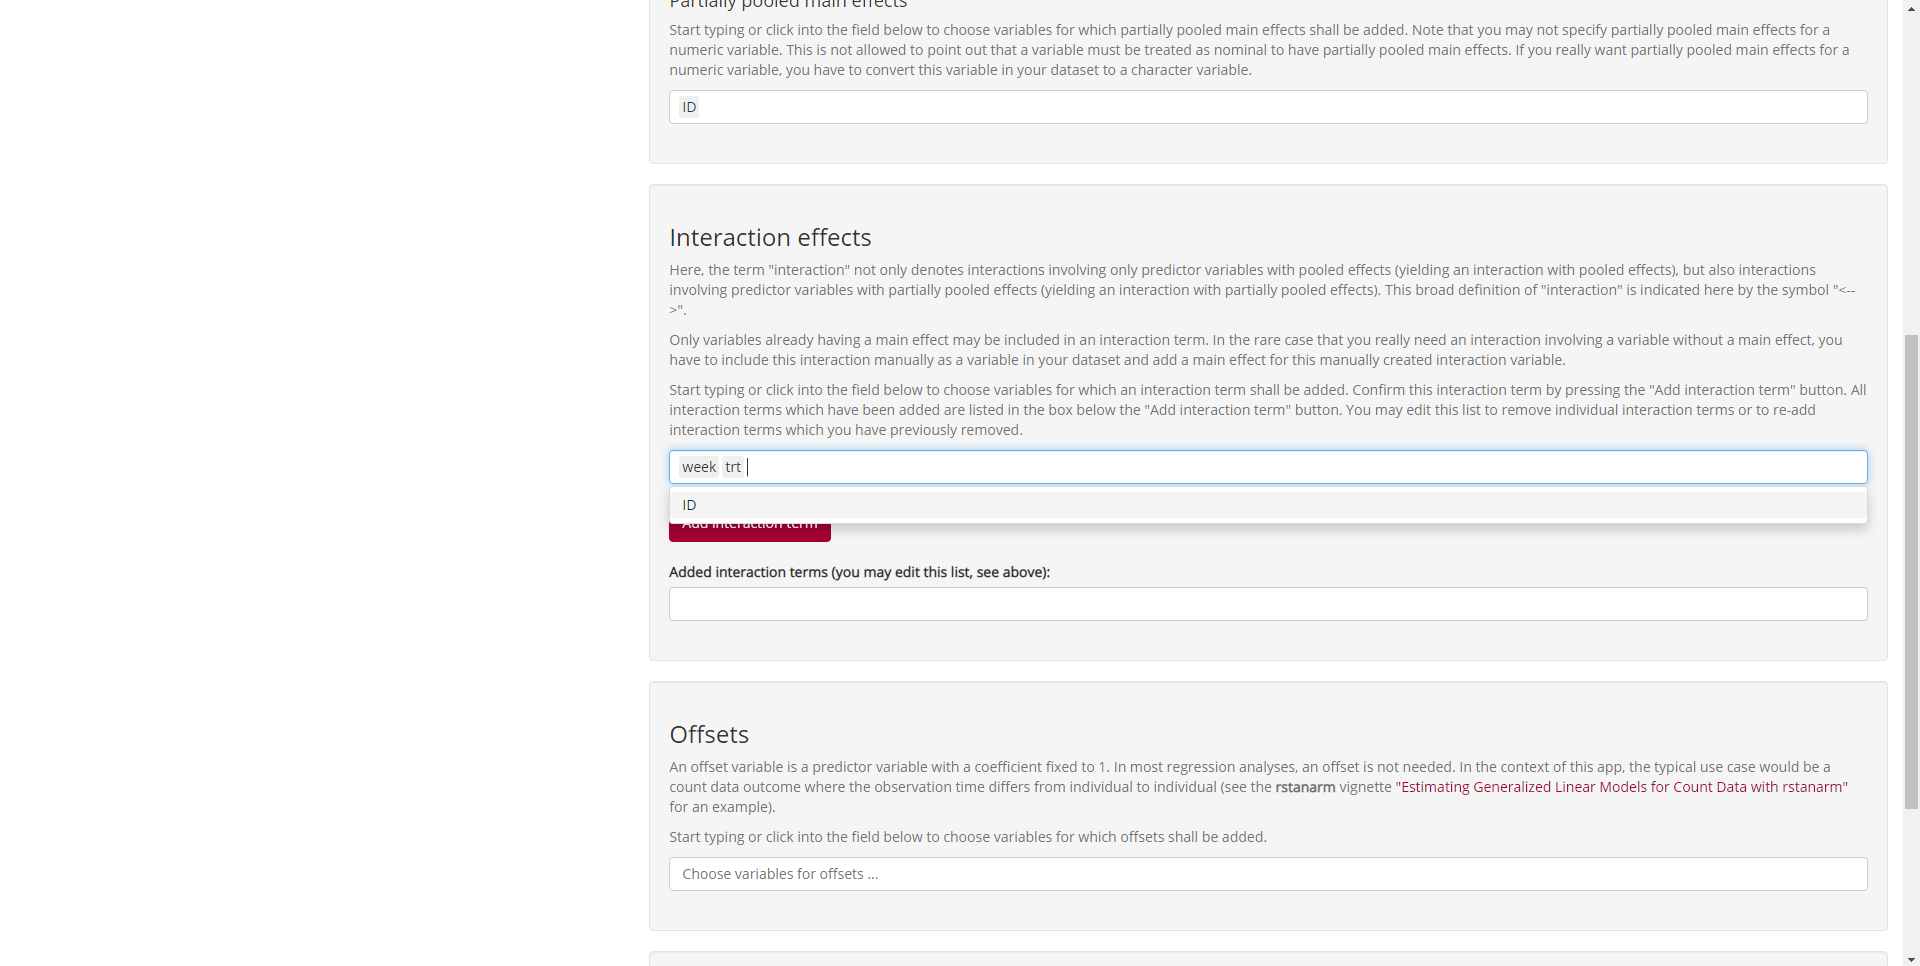 Partially pooled main effects
Start typing or click into the field below to choose variables for which partially pooled main effects shall be added. Note that you may not specify partially pooled main effects for a
numeric variable. This is not allowed to point out that a variable must be treated as nominal to have partially pooled main effects. If you really want partially pooled main effects for a
numeric variable, you have to convert this variable in your dataset to a character variable.
ID
Interaction effects
Here, the term "interaction" not only denotes interactions involving only predictor variables with pooled effects (yielding an interaction with pooled effects), but also interactions
involving predictor variables with partially pooled effects (yielding an interaction with partially pooled effects). This broad definition of "interaction" is indicated here by the symbol "<--
>".
Only variables already having a main effect may be included in an interaction term. In the rare case that you really need an interaction involving a variable without a main effect, you
have to include this interaction manually as a variable in your dataset and add a main effect for this manually created interaction variable.
Start typing or click into the field below to choose variables for which an interaction term shall be added. Confirm this interaction term by pressing the "Add interaction term" button. All
interaction terms which have been added are listed in the box below the "Add interaction term" button. You may edit this list to remove individual interaction terms or to re-add
interaction terms which you have previously removed.
week trt
ID
Add interaction term
Added interaction terms (you may edit this list, see above):
Offsets
An offset variable is a predictor variable with a coefficient fixed to 1. In most regression analyses, an offset is not needed. In the context of this app, the typical use case would be a
count data outcome where the observation time differs from individual to individual (see the rstanarm vignette "Estimating Generalized Linear Models for Count Data with rstanarm"
for an example).
Start typing or click into the field below to choose variables for which offsets shall be added.
Choose variables for offsets ...